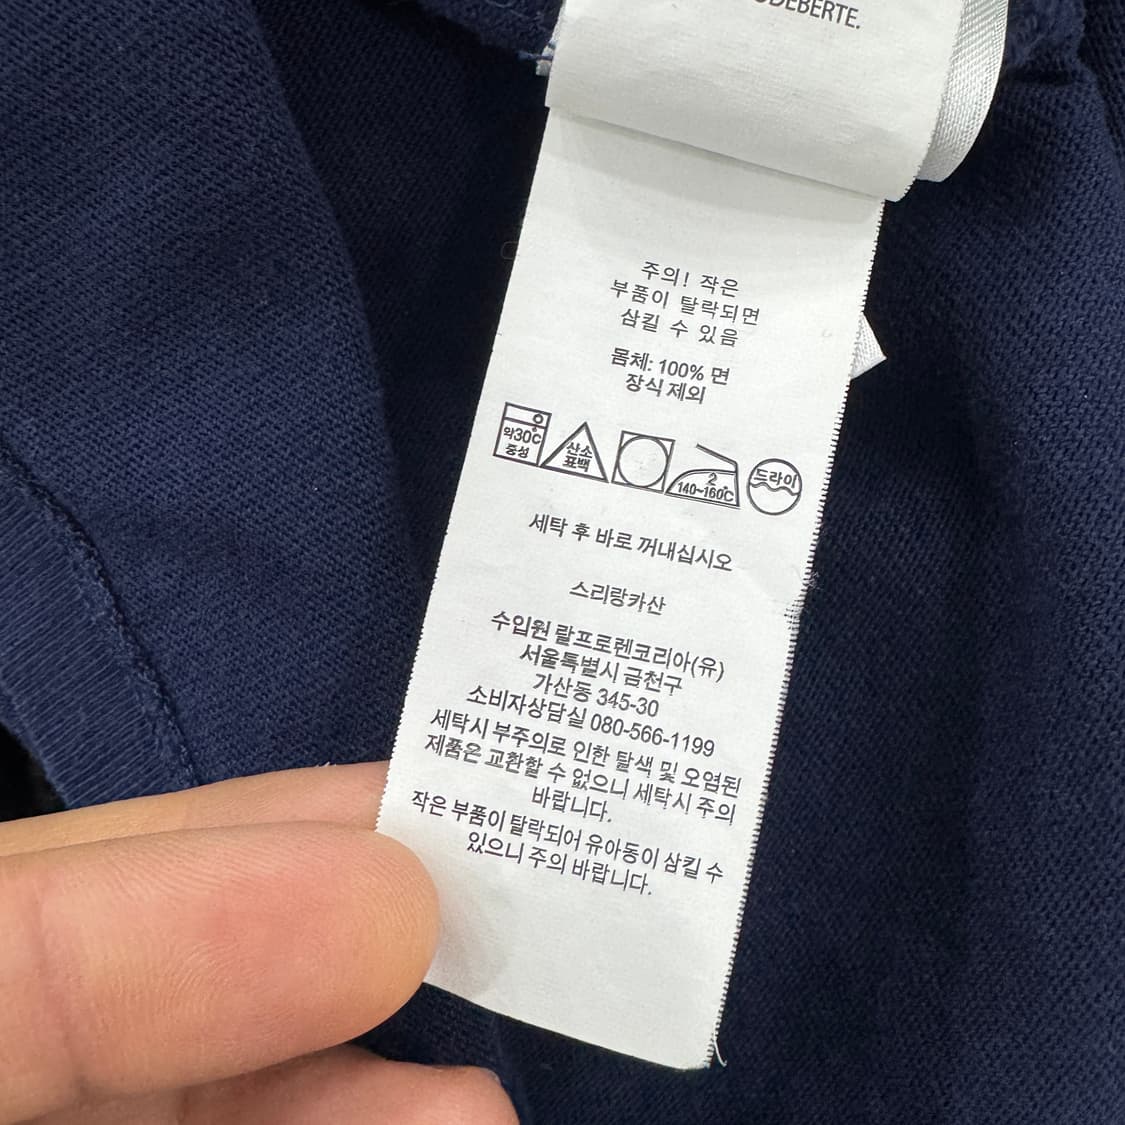 ODEBERTE.
주의! 작은
부품이 탈락되면
삼킬 수 있음
몸체: 100% 면
장식 제외
약30℃
중성
산소
표백
2
140~160℃
드라이
세탁 후 바로 꺼내십시오
스리랑카산
수입원 랄프로렌코리아(유)
서울특별시 금천구
가산동 345-30
소비자상담실 080-566-1199
세탁시 부주의로 인한 탈색 및 오염된
제품은 교환할 수 없으니 세탁시 주의
바랍니다.
작은 부품이 탈락되어 유아동이 삼킬 수
있으니 주의 바랍니다.